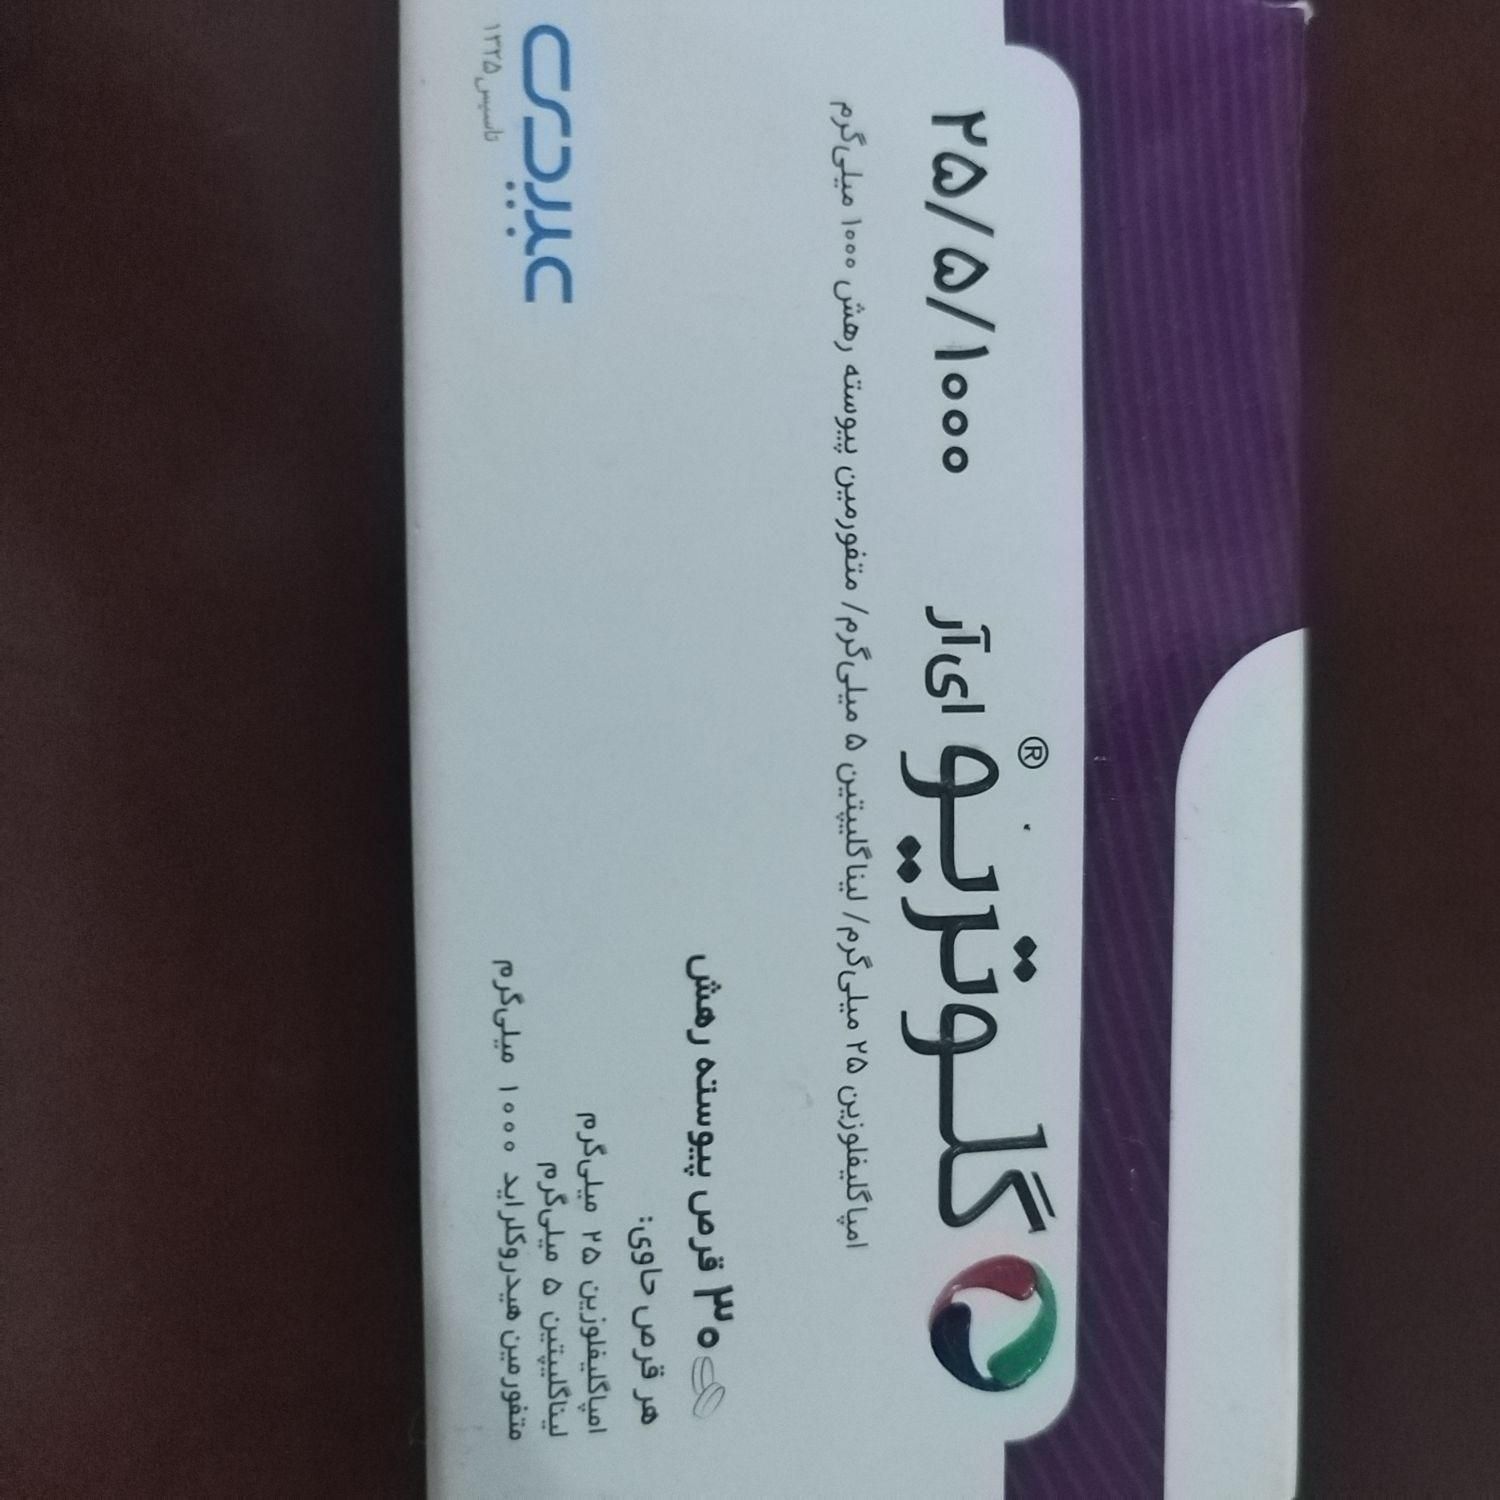 گلوتریو® ای‌آر ۲۵/۵/۱۰۰۰
امپاگلیفلوزین ۲۵ میلی‌گرم/ لیناگلیپتین ۵ میلی‌گرم/ متفورمین پیوسته رهش ۱۰۰۰ میلی‌گرم
۳۰ قرص پیوسته رهش
هر قرص حاوی:
امپاگلیفلوزین ۲۵ میلی‌گرم
لیناگلیپتین ۵ میلی‌گرم
متفورمین هیدروکلراید ۱۰۰۰ میلی‌گرم
عبیدی
تاسیس ۱۳۲۵